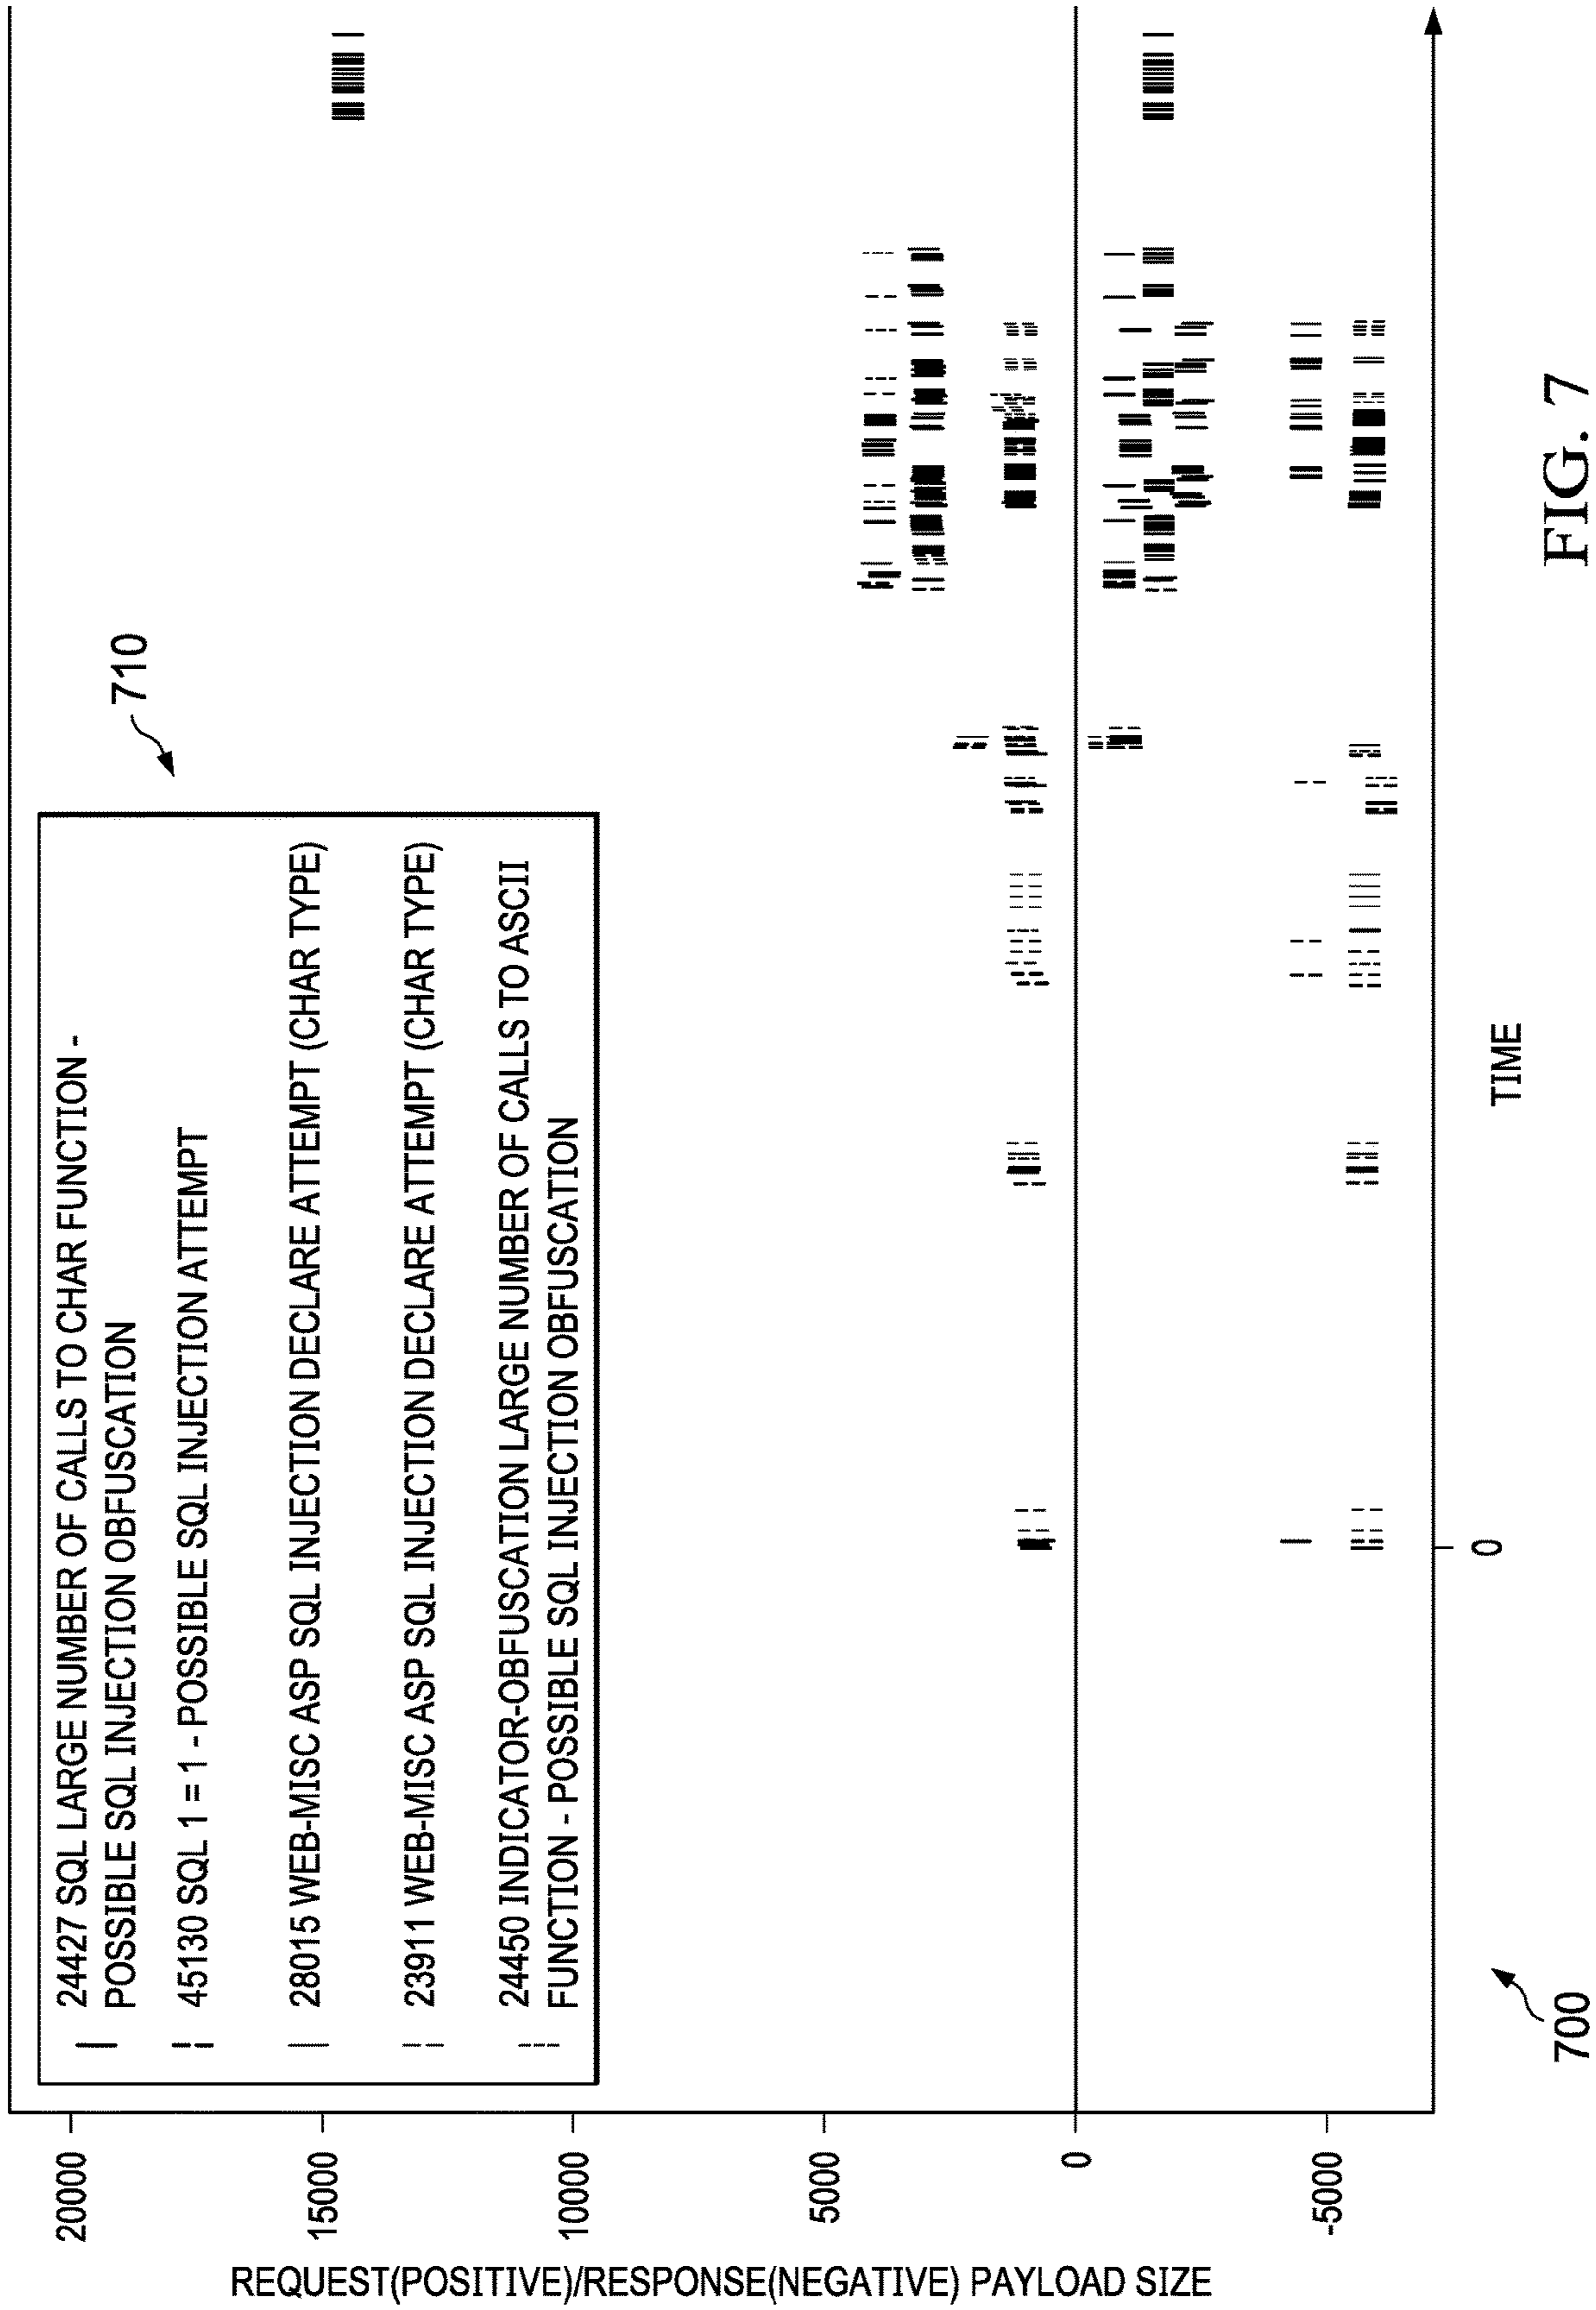 REQUEST(POSITIVE)/RESPONSE(NEGATIVE) PAYLOAD SIZE
20000
15000
10000
5000
0
-5000
24427 SQL LARGE NUMBER OF CALLS TO CHAR FUNCTION -
POSSIBLE SQL INJECTION OBFUSCATION
45130 SQL 1 = 1 - POSSIBLE SQL INJECTION ATTEMPT
28015 WEB-MISC ASP SQL INJECTION DECLARE ATTEMPT (CHAR TYPE)
23911 WEB-MISC ASP SQL INJECTION DECLARE ATTEMPT (CHAR TYPE)
24450 INDICATOR-OBFUSCATION LARGE NUMBER OF CALLS TO ASCII
FUNCTION - POSSIBLE SQL INJECTION OBFUSCATION
710
0
TIME
700
FIG. 7